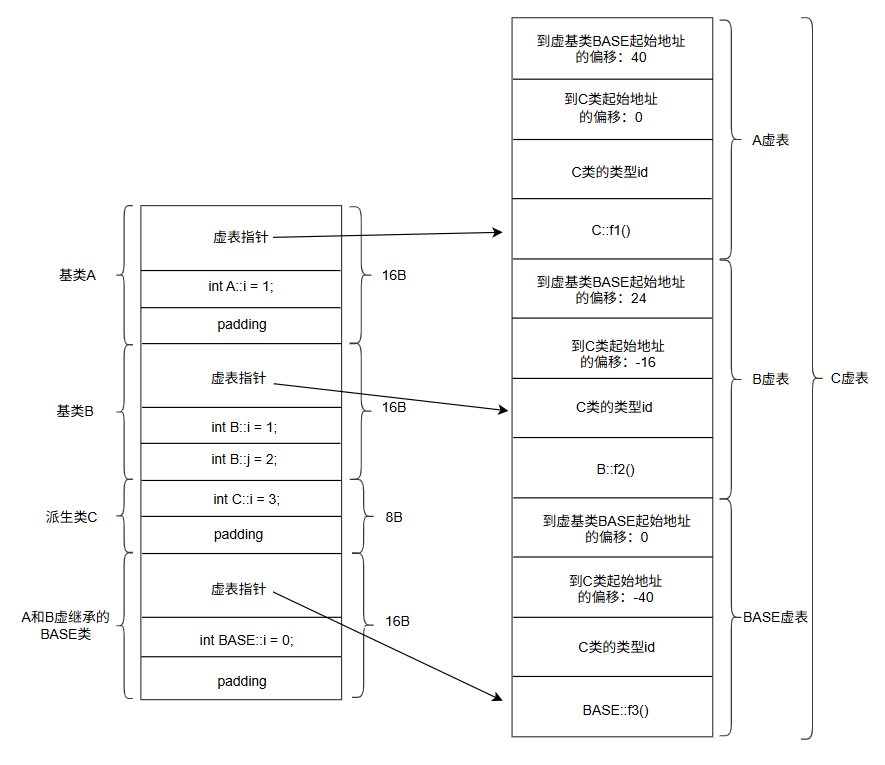 到虚基类BASE起始地址
的偏移：40
到C类起始地址
的偏移：0
A虚表
C类的类型id
C::f1()
虚表指针
基类A
16B
int A::i = 1;
padding
到虚基类BASE起始地址
的偏移：24
到C类起始地址
的偏移：-16
B虚表
C虚表
虚表指针
C类的类型id
基类B
16B
int B::i = 1;
int B::j = 2;
B::f2()
int C::i = 3;
派生类C
8B
padding
到虚基类BASE起始地址
的偏移：0
到C类起始地址
的偏移：-40
虚表指针
A和B虚继承的
BASE类
16B
BASE虚表
int BASE::i = 0;
C类的类型id
padding
BASE::f3()